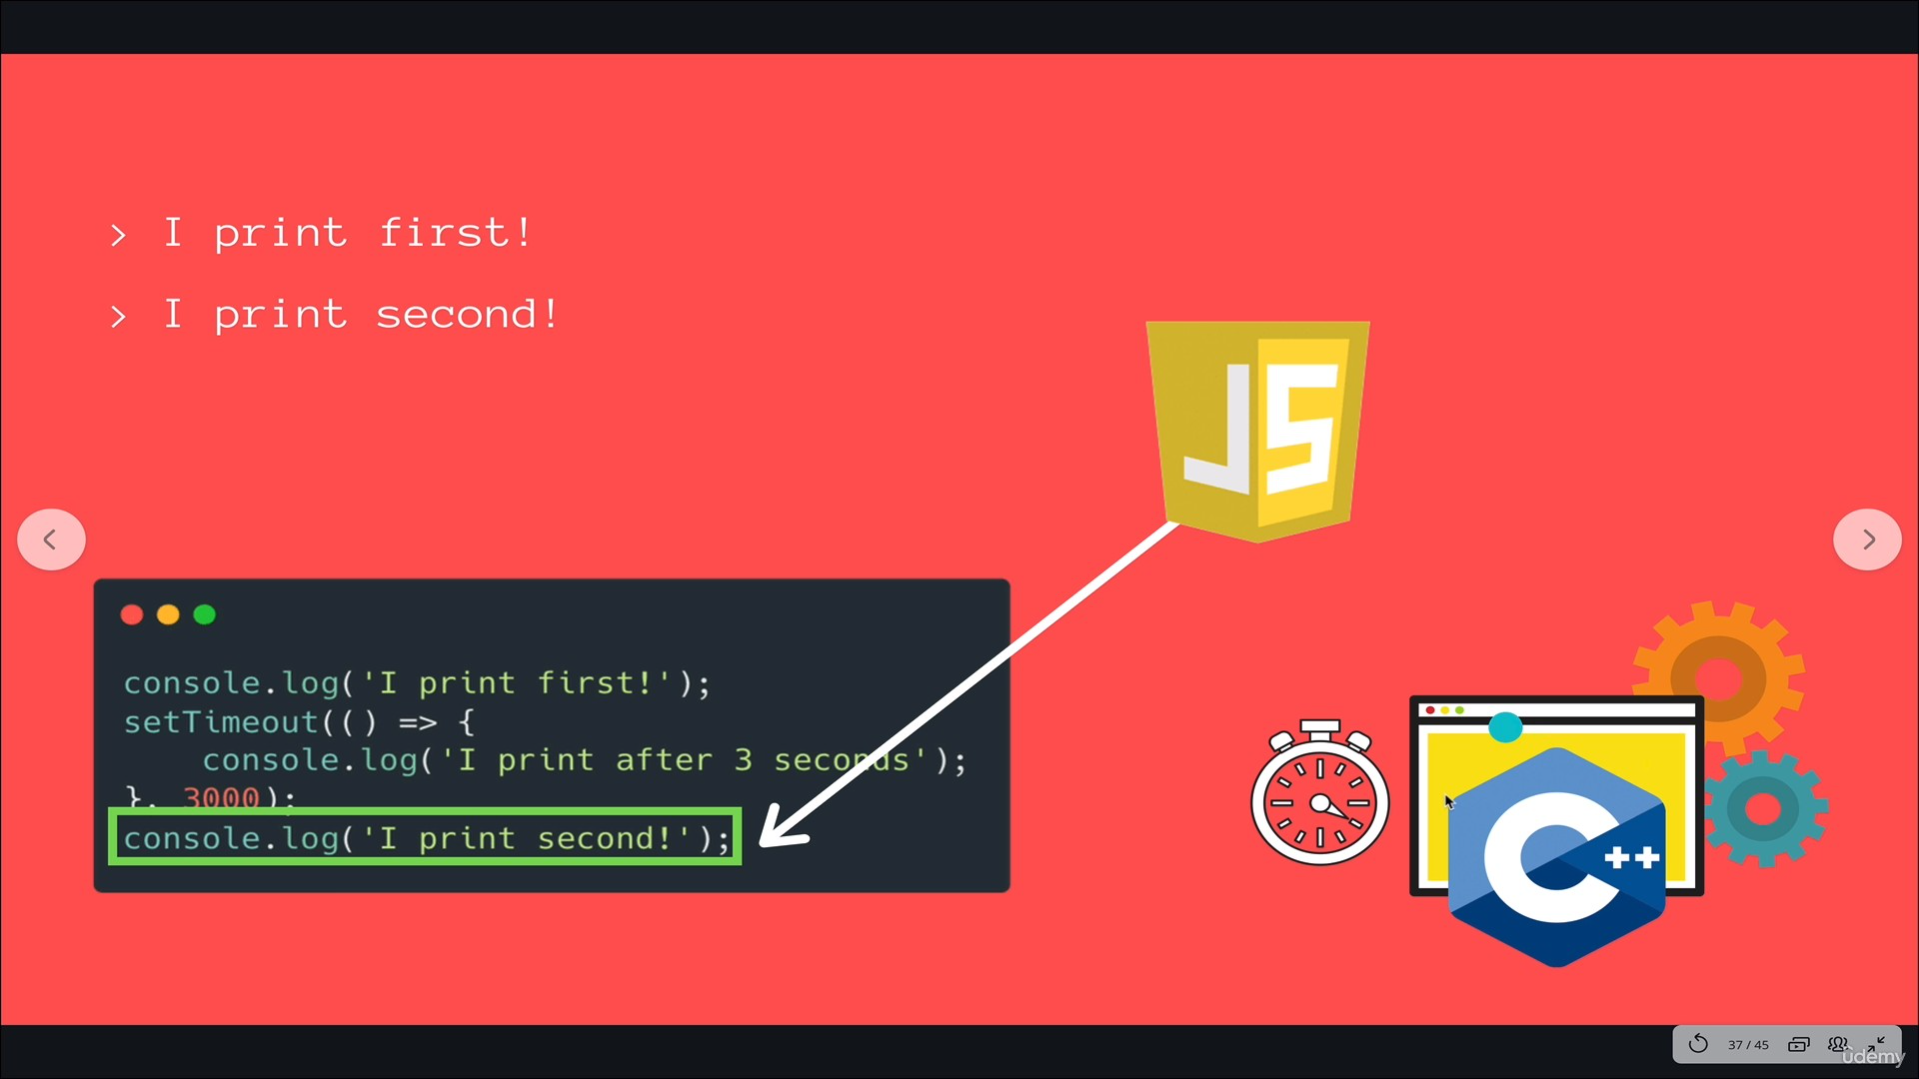 > I print first!
> I print second!
JS
console.log('I print first!');
setTimeout(() => {
    console.log('I print after 3 seconds');
}, 3000);
console.log('I print second!');
C++
37 / 45
ûdemy